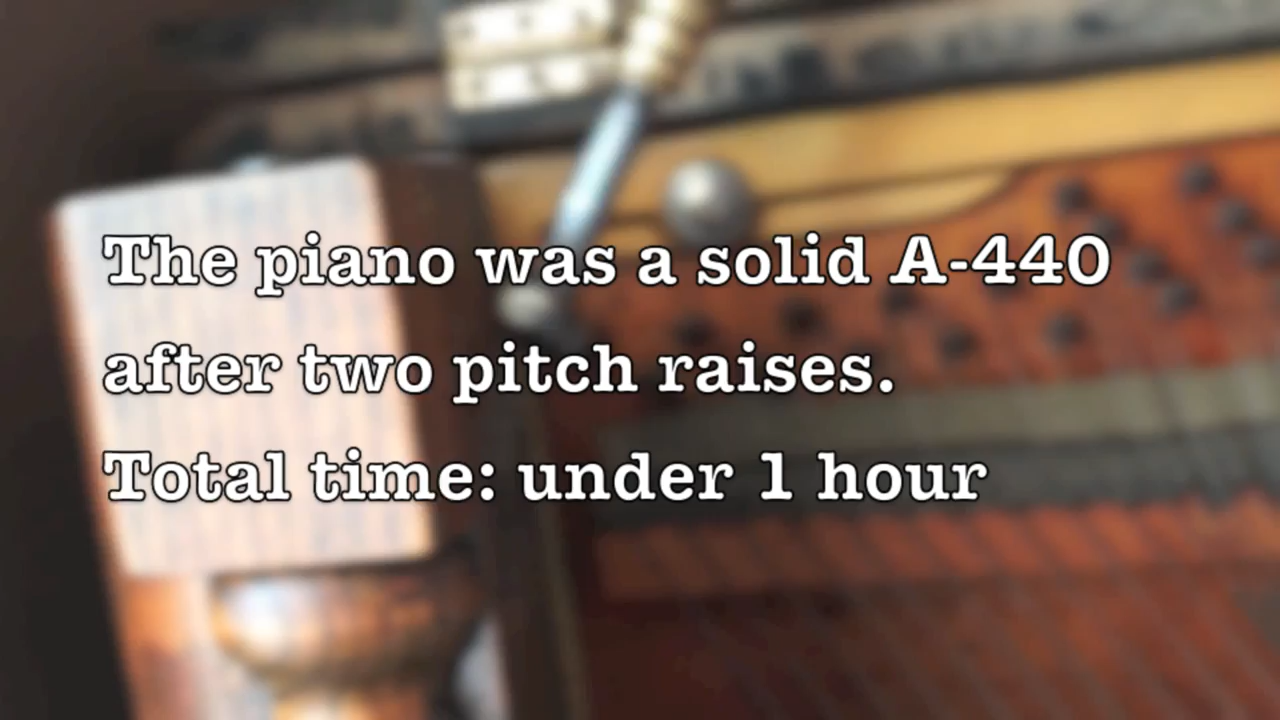 The piano was a solid A-440
after two pitch raises.
Total time: under 1 hour